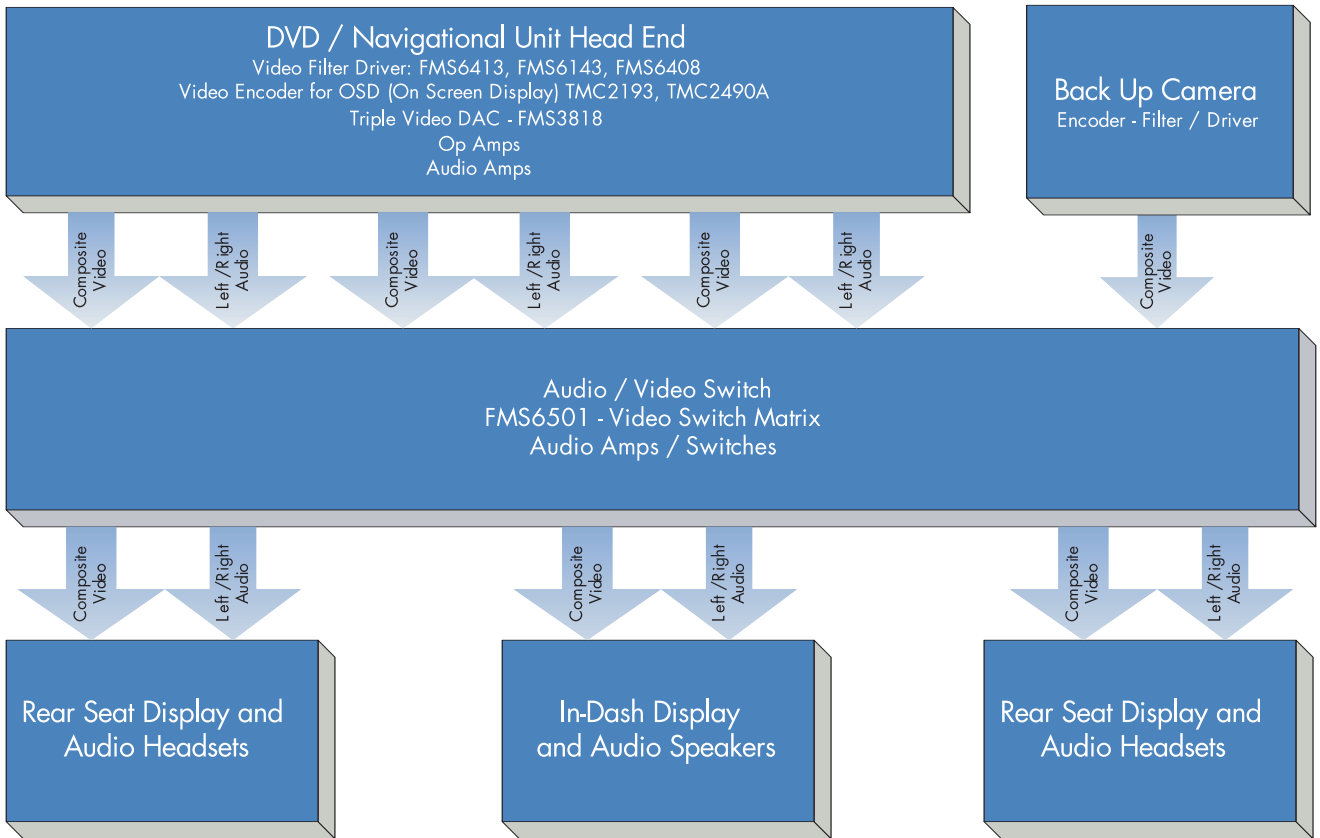 DVD / Navigational Unit Head End
Video Filter Driver: FMS6413, FMS6143, FMS6408
Video Encoder for OSD (On Screen Display) TMC2193, TMC2490A
Triple Video DAC - FMS3818
Op Amps
Audio Amps
Back Up Camera
Encoder - Filter / Driver
Composite
Video
Left /Right
Audio
Composite
Video
Left /Right
Audio
Composite
Video
Left /Right
Audio
Composite
Video
Audio / Video Switch
FMS6501 - Video Switch Matrix
Audio Amps / Switches
Composite
Video
Left /Right
Audio
Composite
Video
Left /Right
Audio
Composite
Video
Left /Right
Audio
Rear Seat Display and
Audio Headsets
In-Dash Display
and Audio Speakers
Rear Seat Display and
Audio Headsets